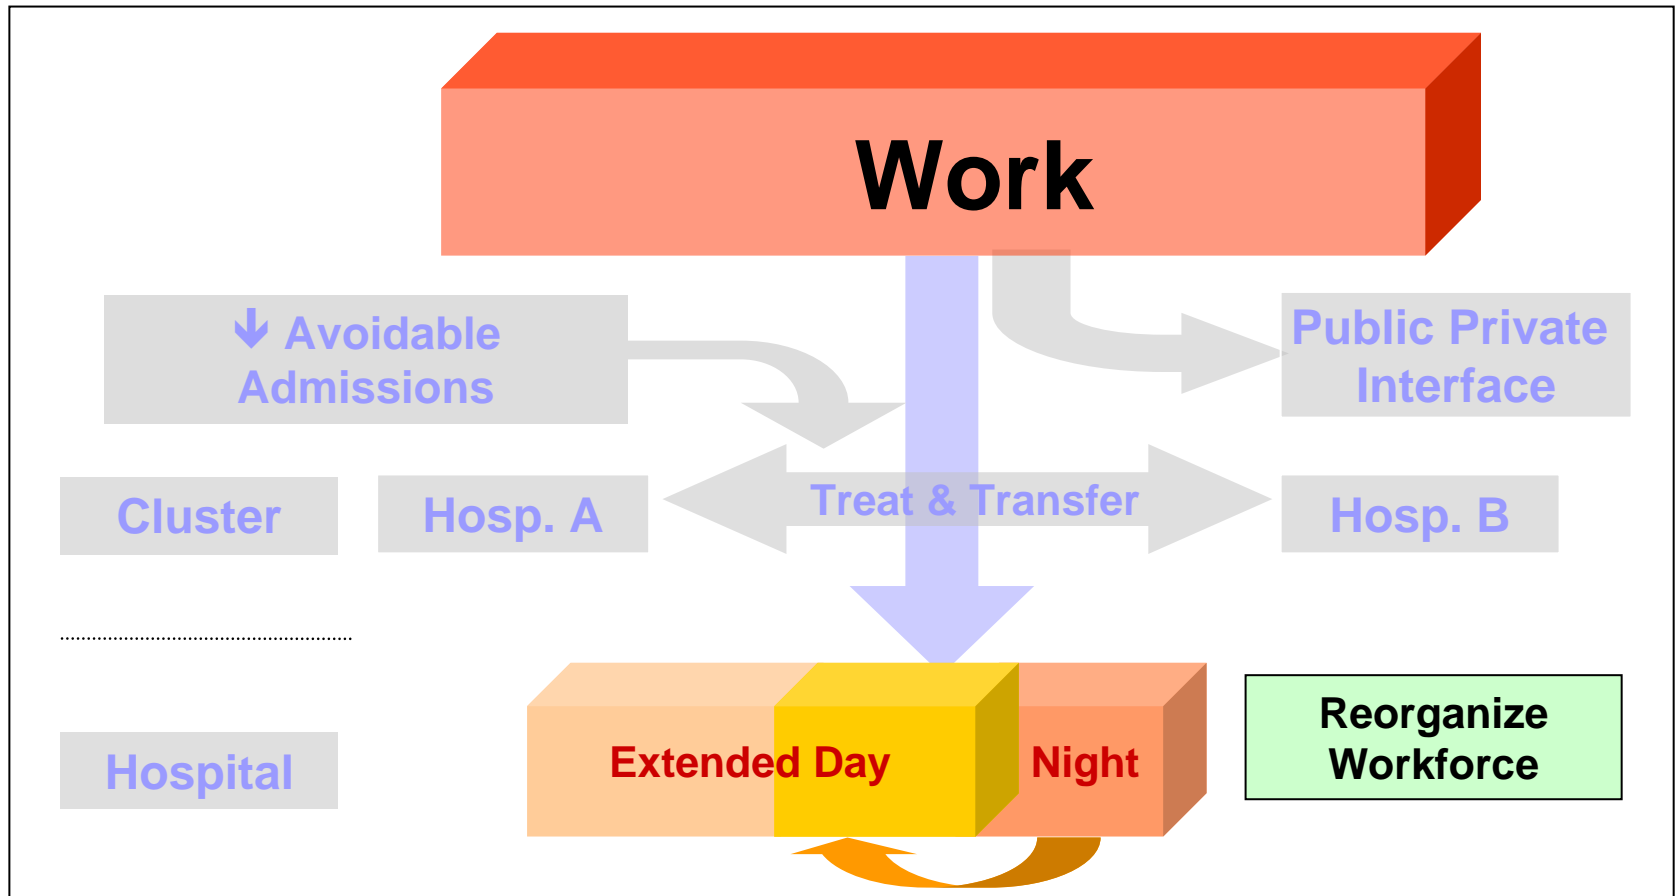 Work
🡻 Avoidable
Admissions
Public Private
Interface
Cluster
Hosp. A
Treat & Transfer
Hosp. B
Hospital
Extended Day
Night
Reorganize
Workforce